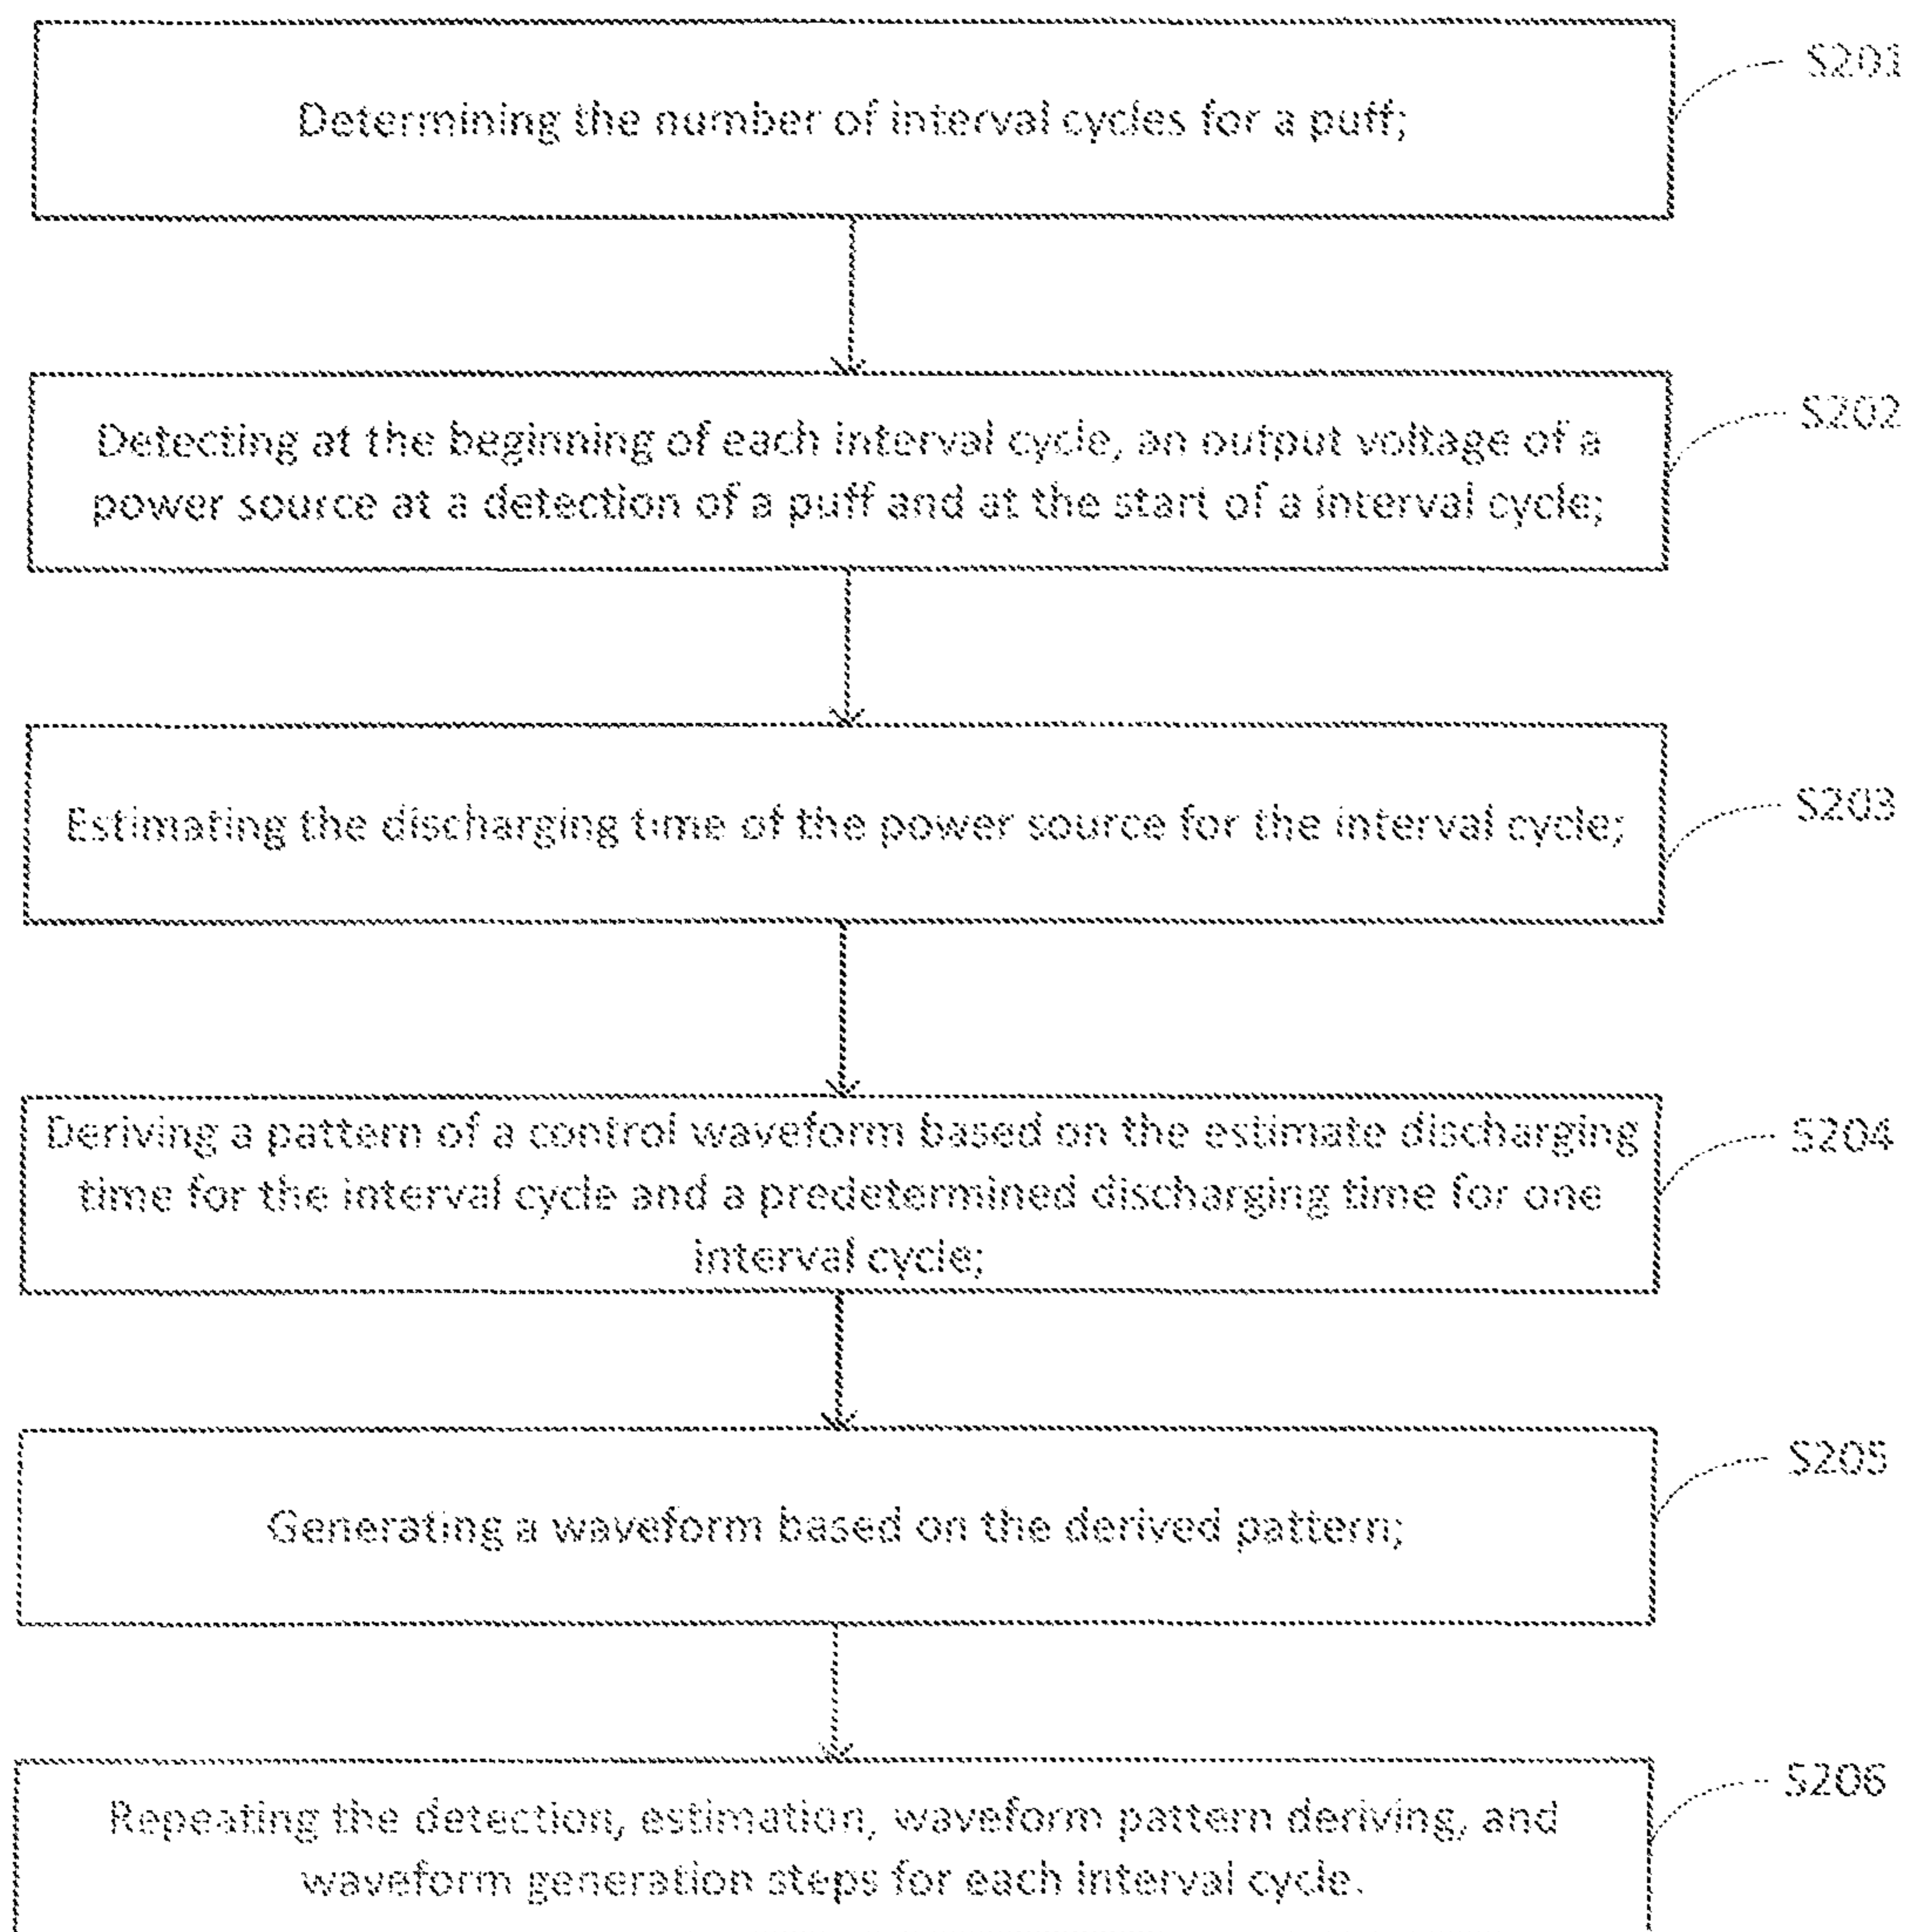 S201
Determining the number of interval cycles for a puff;
S202
Detecting at the beginning of each interval cycle, an output voltage of a
power source at a detection of a puff and at the start of a interval cycle;
S203
Estimating the discharging time of the power source for the interval cycle;
S204
Deriving a pattern of a control waveform based on the estimate discharging
time for the interval cycle and a predetermined discharging time for one
interval cycle;
S205
Generating a waveform based on the derived pattern;
S206
Repeating the detection, estimation, waveform pattern deriving, and
waveform generation steps for each interval cycle.